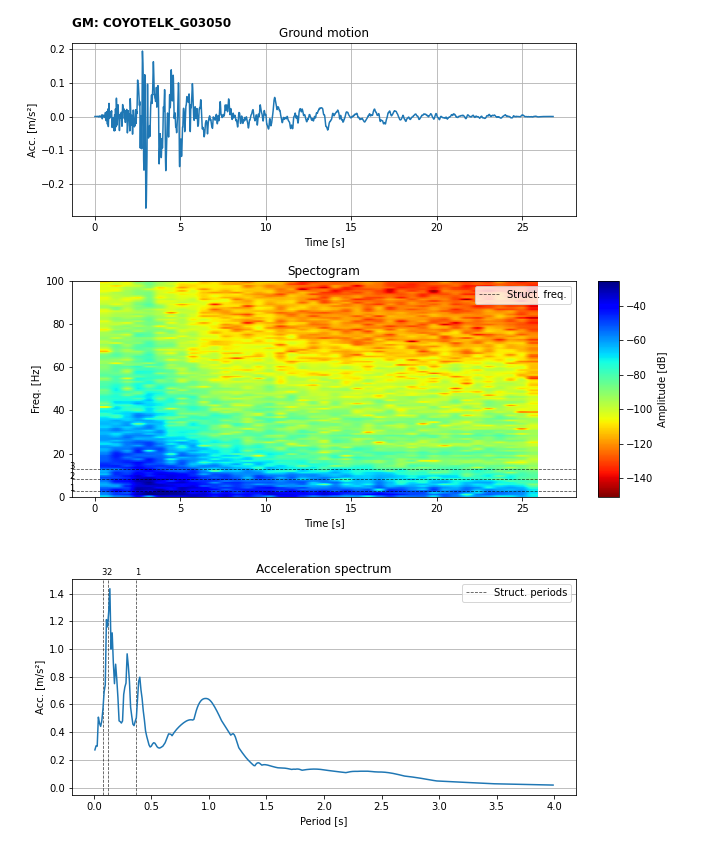 GM: COYOTELK_G03050
Ground motion
0.2
0.1
0.0
−0.1
−0.2
Acc. [m/s²]
0 5 10 15 20 25
Time [s]
Spectogram
100
80
60
40
20
0
Freq. [Hz]
Struct. freq.
3
2
1
0 5 10 15 20 25
Time [s]
−40
−60
−80
−100
−120
−140
Amplitude [dB]
Acceleration spectrum
32 1
1.4
1.2
1.0
0.8
0.6
0.4
0.2
0.0
Acc. [m/s²]
Struct. periods
0.0 0.5 1.0 1.5 2.0 2.5 3.0 3.5 4.0
Period [s]